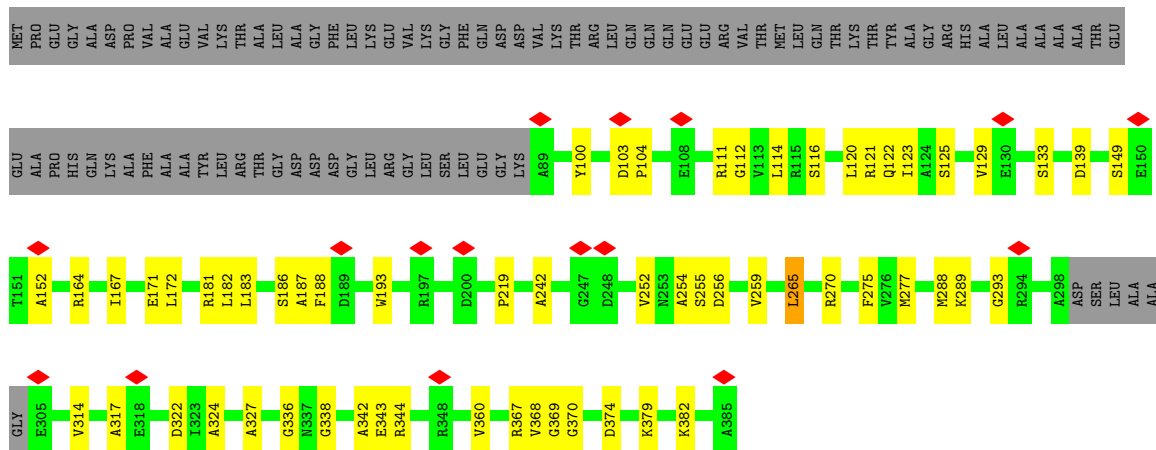 MET PRO GLU GLY ALA ASP PRO VAL ALA GLU VAL LYS THR ALA LEU ALA GLY PHE LEU LYS GLU VAL LYS GLY PHE GLN ASP ASP VAL LYS THR ARG LEU GLN GLN GLN GLU GLU ARG VAL THR MET LEU GLN THR LYS THR TYR ALA GLY ARG HIS ALA LEU ALA ALA ALA ALA THR GLU
GLU ALA PRO HIS GLN LYS ALA PHE ALA ALA TYR LEU ARG THR GLY ASP ASP ASP GLY LEU ARG GLY LEU SER LEU GLU GLY LYS A89 Y100 D103 P104 E108 R111 G112 V113 L114 R115 S116 L120 R121 Q122 I123 A124 S125 V129 E130 S133 D139 S149 E150
T151 A152 R164 I167 E171 L172 R181 L182 L183 S186 A187 F188 D189 W193 R197 D200 P219 A242 G247 D248 V252 N253 A254 S255 D256 V259 L265 R270 F275 V276 M277 M288 K289 G293 R294 A298 ASP SER LEU ALA ALA
GLY E305 V314 A317 E318 D322 I323 A324 A327 G336 N337 G338 A342 E343 R344 R348 V360 R367 V368 G369 G370 D374 K379 K382 A385